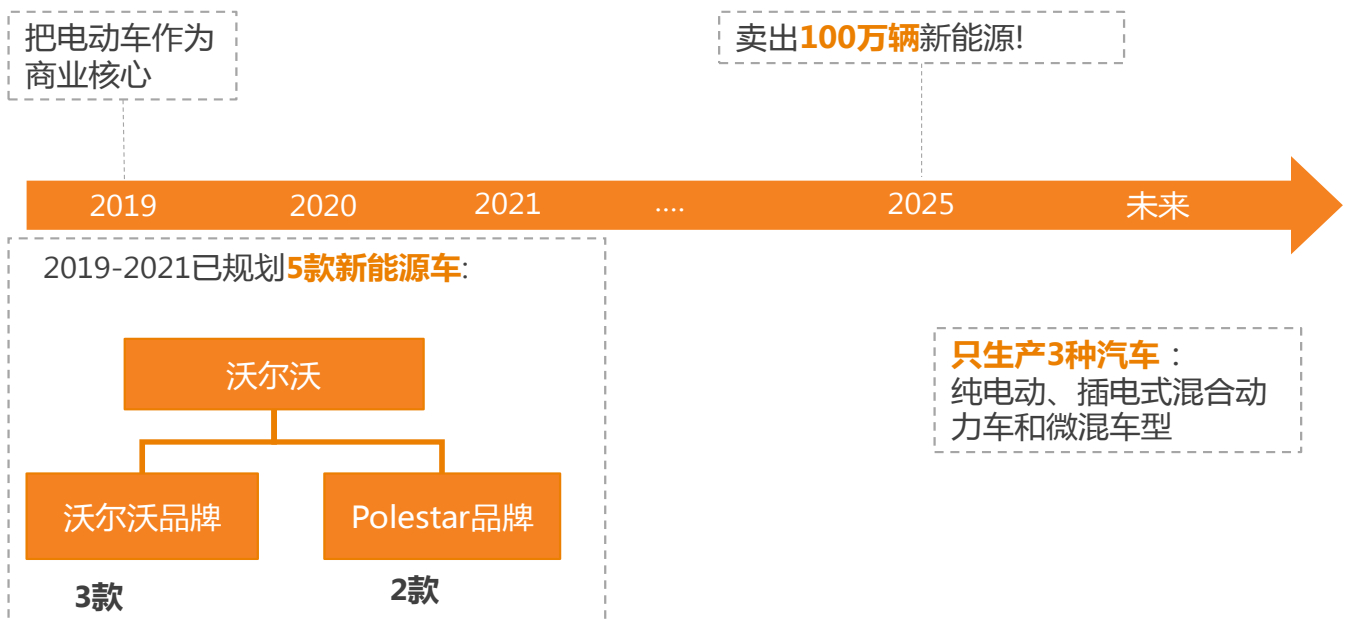 把电动车作为
商业核心
卖出100万辆新能源!
2019
2020
2021
....
2025
未来
2019-2021已规划5款新能源车:
沃尔沃
沃尔沃品牌
Polestar品牌
3款
2款
只生产3种汽车：
纯电动、插电式混合动
力车和微混车型